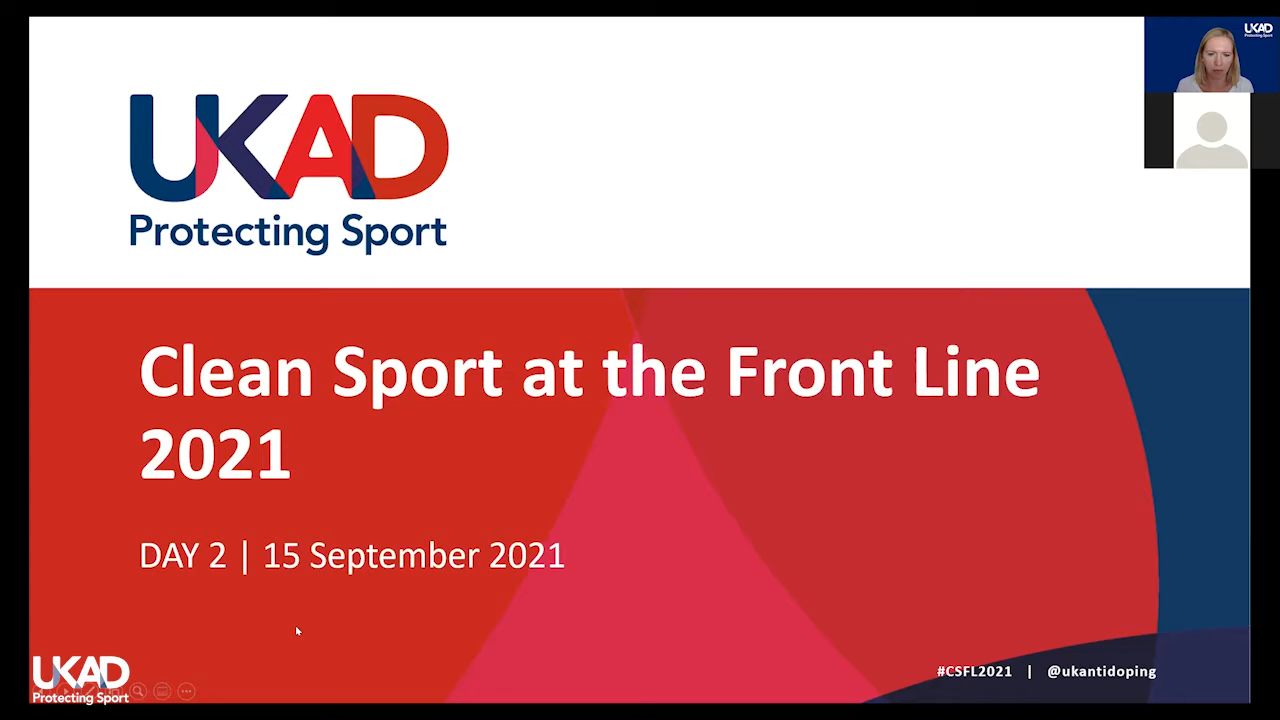 UKAD
Protecting Sport
UKAD
Protecting Sport
Clean Sport at the Front Line
2021
DAY 2 | 15 September 2021
UKAD
Protecting Sport
#CSFL2021 | @ukantidoping